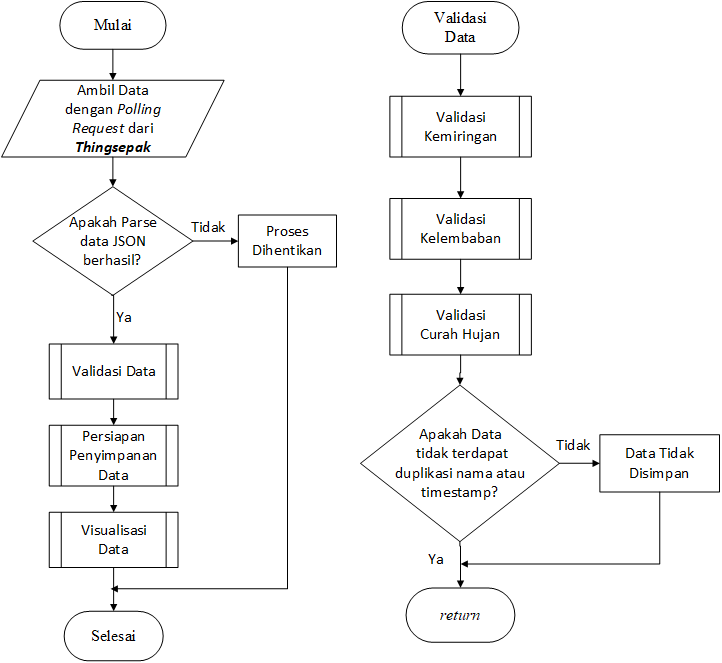 Mulai
Ambil Data
dengan Polling
Request dari
Thingsepak
Apakah Parse
data JSON
berhasil?
Tidak
Proses
Dihentikan
Ya
Validasi Data
Persiapan
Penyimpanan
Data
Visualisasi
Data
Selesai
Validasi
Data
Validasi
Kemiringan
Validasi
Kelembaban
Validasi
Curah Hujan
Apakah Data
tidak terdapat
duplikasi nama atau
timestamp?
Tidak
Data Tidak
Disimpan
Ya
return